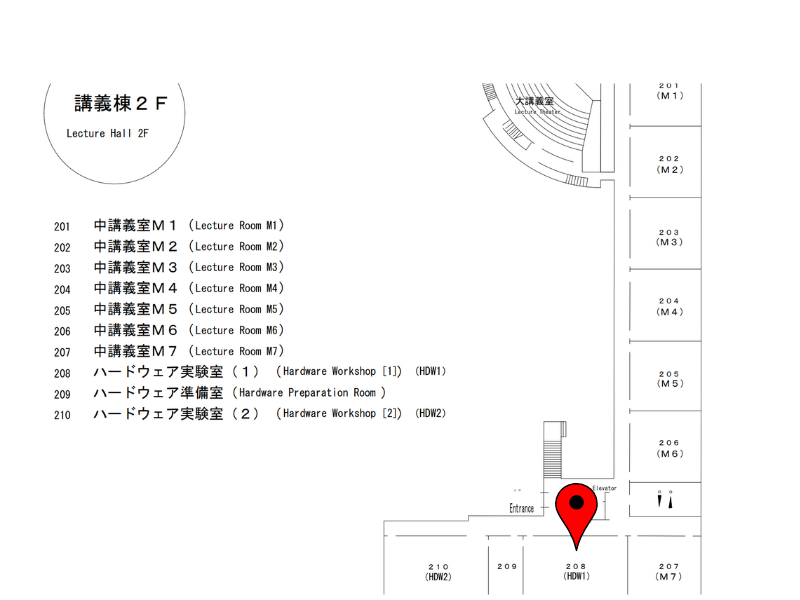 講義棟２Ｆ
Lecture Hall 2F
大講義室
Lecture Theater
201 中講義室Ｍ１ （Lecture Room M1）
202 中講義室Ｍ２ （Lecture Room M2）
203 中講義室Ｍ３ （Lecture Room M3）
204 中講義室Ｍ４ （Lecture Room M4）
205 中講義室Ｍ５ （Lecture Room M5）
206 中講義室Ｍ６ （Lecture Room M6）
207 中講義室Ｍ７ （Lecture Room M7）
208 ハードウェア実験室（１） （Hardware Workshop [1]） （HDW1）
209 ハードウェア準備室（Hardware Preparation Room ）
210 ハードウェア実験室（２） （Hardware Workshop [2]） （HDW2）
２０１
（Ｍ１）
２０２
（Ｍ２）
２０３
（Ｍ３）
２０４
（Ｍ４）
２０５
（Ｍ５）
２０６
（Ｍ６）
Elevator
Entrance
２１０
（HDW2）
２０９
２０８
（HDW1）
２０７
（Ｍ７）